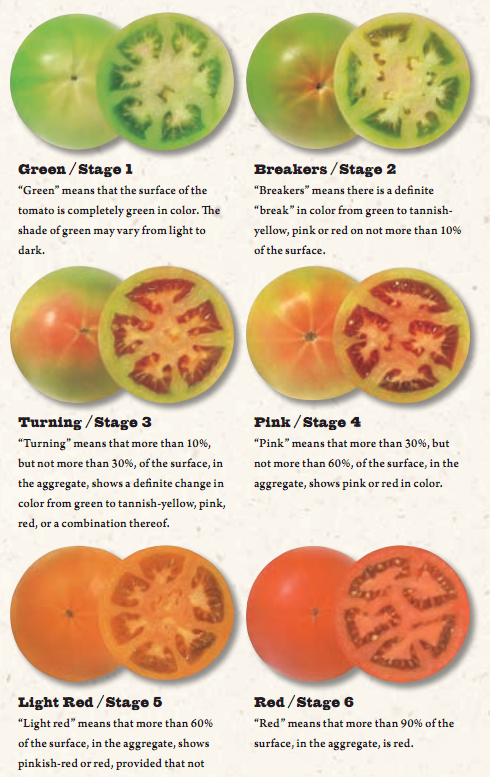 Green / Stage 1
“Green” means that the surface of the
tomato is completely green in color. The
shade of green may vary from light to
dark.
Breakers / Stage 2
“Breakers” means there is a definite
“break” in color from green to tannish-
yellow, pink or red on not more than 10%
of the surface.
Turning / Stage 3
“Turning” means that more than 10%,
but not more than 30%, of the surface, in
the aggregate, shows a definite change in
color from green to tannish-yellow, pink,
red, or a combination thereof.
Pink / Stage 4
“Pink” means that more than 30%, but
not more than 60%, of the surface, in the
aggregate, shows pink or red in color.
Light Red / Stage 5
“Light red” means that more than 60%
of the surface, in the aggregate, shows
pinkish-red or red, provided that not
Red / Stage 6
“Red” means that more than 90% of the
surface, in the aggregate, is red.